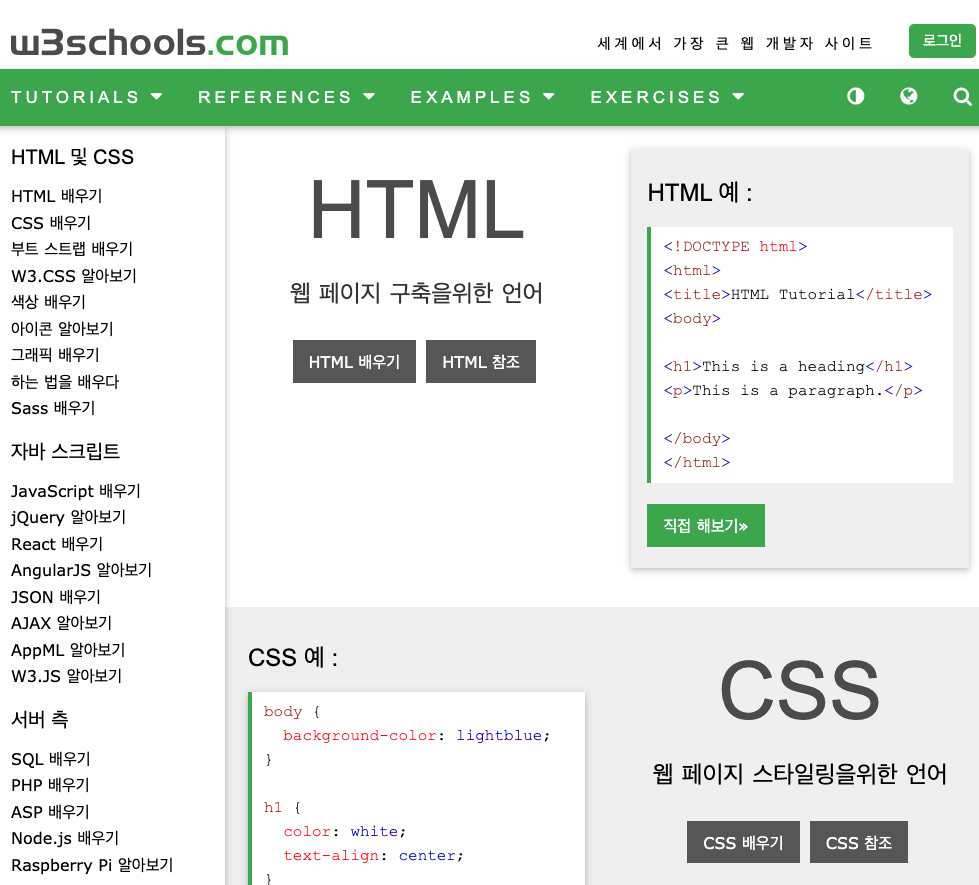 w3schools.com
세계에서 가장 큰 웹 개발자 사이트
로그인
TUTORIALS
REFERENCES
EXAMPLES
EXERCISES
HTML 및 CSS
HTML 배우기
CSS 배우기
부트 스트랩 배우기
W3.CSS 알아보기
색상 배우기
아이콘 알아보기
그래픽 배우기
하는 법을 배우다
Sass 배우기
자바 스크립트
JavaScript 배우기
jQuery 알아보기
React 배우기
AngularJS 알아보기
JSON 배우기
AJAX 알아보기
AppML 알아보기
W3.JS 알아보기
서버 측
SQL 배우기
PHP 배우기
ASP 배우기
Node.js 배우기
Raspberry Pi 알아보기
HTML
웹 페이지 구축을위한 언어
HTML 배우기
HTML 참조
HTML 예 :
<!DOCTYPE html>
<html>
<title>HTML Tutorial</title>
<body>
<h1>This is a heading</h1>
<p>This is a paragraph.</p>
</body>
</html>
직접 해보기»
CSS 예 :
body {
  background-color: lightblue;
}
h1 {
  color: white;
  text-align: center;
}
CSS
웹 페이지 스타일링을위한 언어
CSS 배우기
CSS 참조